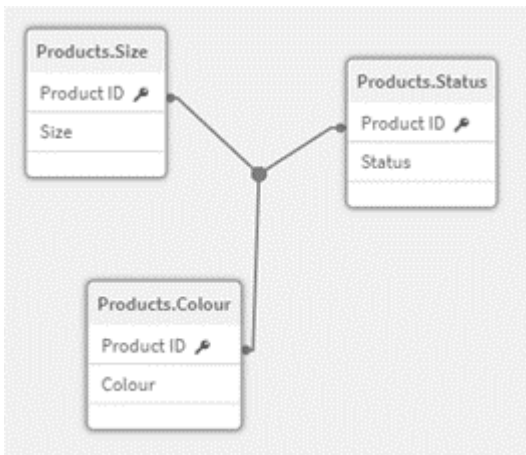 Products.Size
Product ID
Size
Products.Status
Product ID
Status
Products.Colour
Product ID
Colour